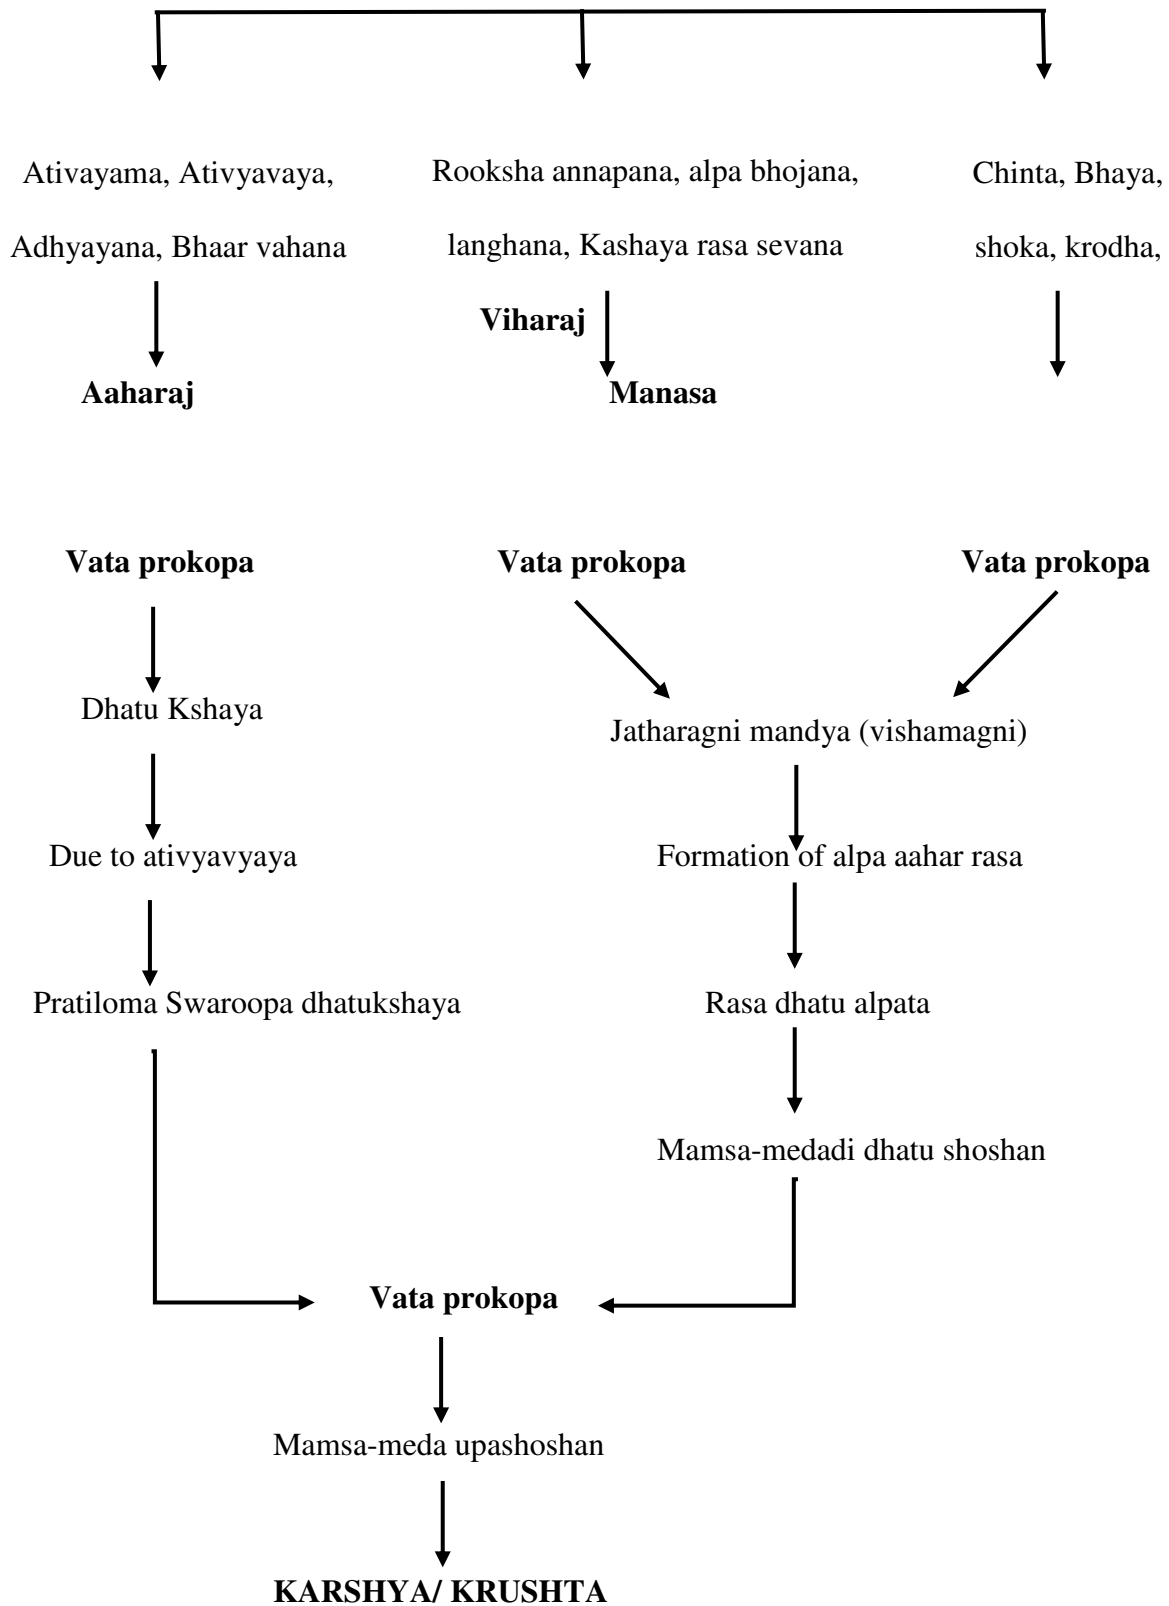 Ativayama, Ativyavaya,
Adhyayana, Bhaar vahana
Rooksha annapana, alpa bhojana,
langhana, Kashaya rasa sevana
Chinta, Bhaya,
shoka, krodha,
Viharaj
Aaharaj
Manasa
Vata prokopa
Vata prokopa
Vata prokopa
Dhatu Kshaya
Due to ativyavyaya
Pratiloma Swaroopa dhatukshaya
Jatharagni mandya (vishamagni)
Formation of alpa aahar rasa
Rasa dhatu alpata
Mamsa-medadi dhatu shoshan
Vata prokopa
Mamsa-meda upashoshan
KARSHYA/ KRUSHTA